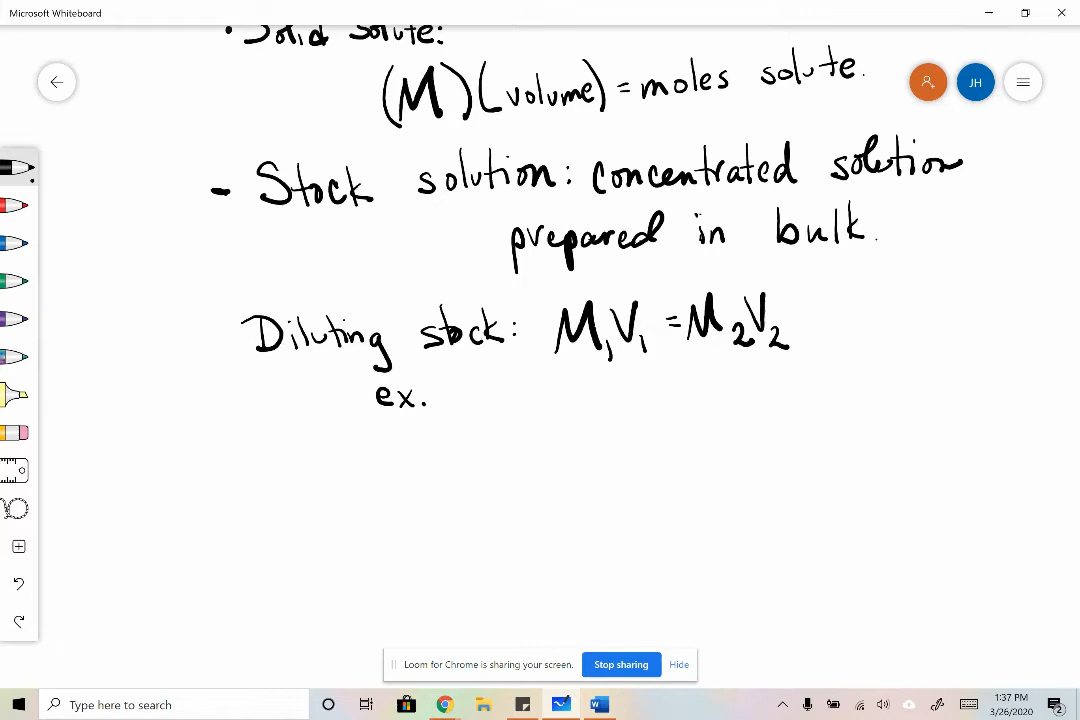 Microsoft Whiteboard
• Solid solute:
(M)(volume) = moles solute.
JH
- Stock solution: concentrated solution
prepared in bulk.
Diluting stock: M₁V₁ = M₂V₂
ex.
Loom for Chrome is sharing your screen. Stop sharing Hide
Type here to search
1:37 PM
3/26/2020
2